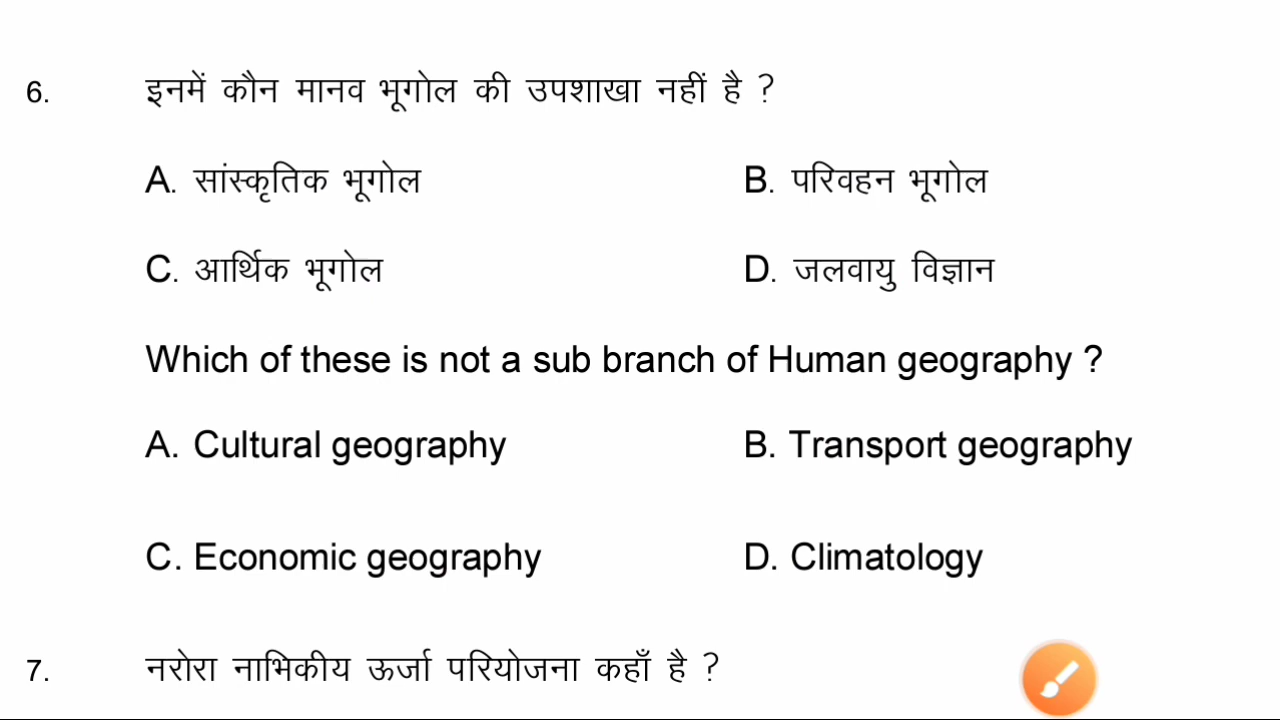 6. इनमें कौन मानव भूगोल की उपशाखा नहीं है ?
A. सांस्कृतिक भूगोल B. परिवहन भूगोल
C. आर्थिक भूगोल D. जलवायु विज्ञान
Which of these is not a sub branch of Human geography ?
A. Cultural geography B. Transport geography
C. Economic geography D. Climatology
7. नरोरा नाभिकीय ऊर्जा परियोजना कहाँ है ?